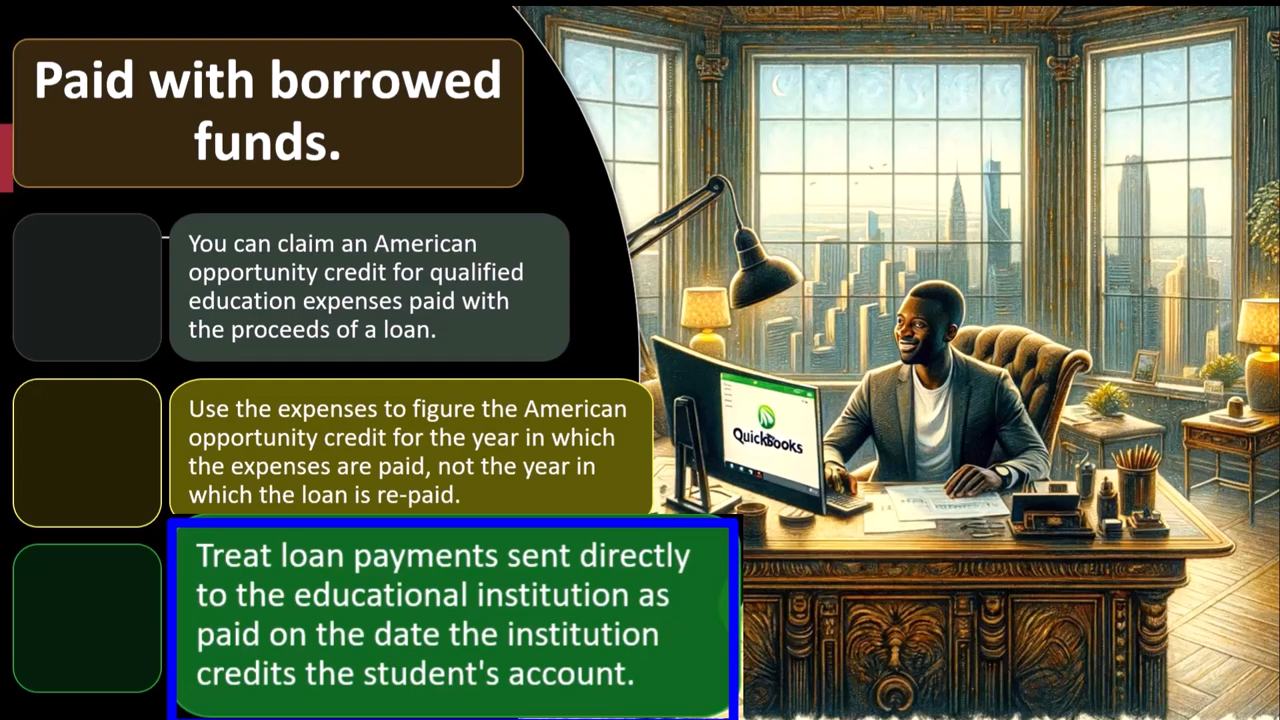 Paid with borrowed
funds.
You can claim an American
opportunity credit for qualified
education expenses paid with
the proceeds of a loan.
Use the expenses to figure the American
opportunity credit for the year in which
the expenses are paid, not the year in
which the loan is re-paid.
Treat loan payments sent directly
to the educational institution as
paid on the date the institution
credits the student's account.
QuickBooks